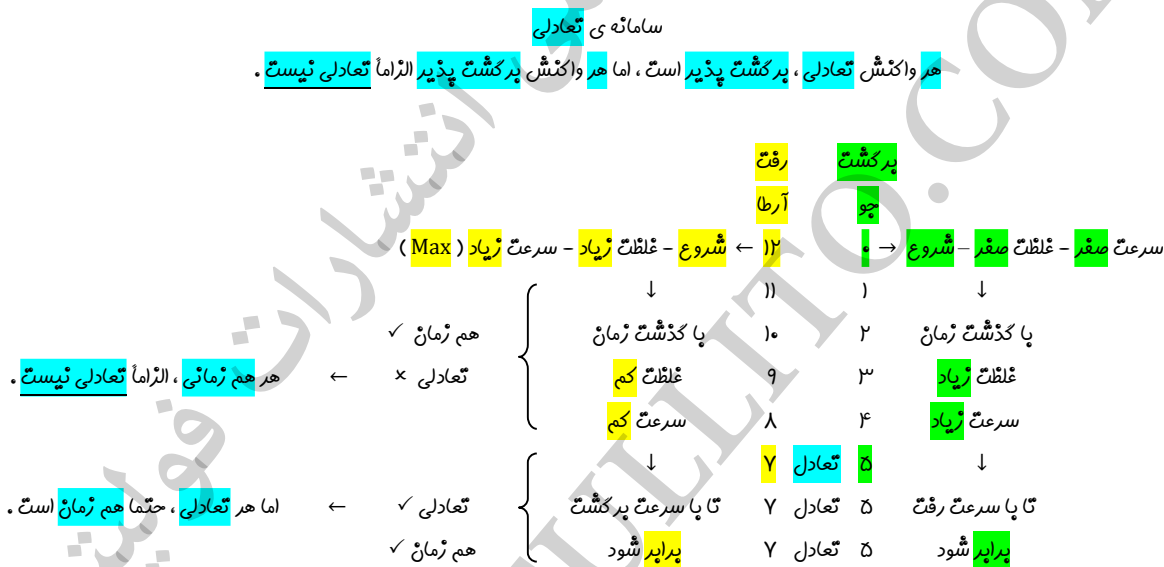 سامانه ی تعادلی
هر واکنش تعادلی ، برگشت پذیر است ، اما هر واکنش برگشت پذیر الزاماً تعادلی نیست .
برگشت رفت
جو آرطا
سرعت صفر - غلظت صفر – شروع → ۰ ۱۲ ← شروع - غلظت زیاد - سرعت زیاد ( Max )
↓ ۱ ۱۱ ↓
با گذشت زمان ۲ ۱۰ با گذشت زمان هم زمان ✓
غلظت زیاد ۳ ۹ غلظت کم تعادلی × ← هر هم زمانی ، الزاماً تعادلی نیست .
سرعت زیاد ۴ ۸ سرعت کم
↓ ۵ تعادل ۷ ↓
تا با سرعت رفت ۵ تعادل ۷ تا با سرعت برگشت تعادلی ✓ ← اما هر تعادلی ، حتما هم زمان است .
برابر شود ۵ تعادل ۷ برابر شود هم زمان ✓
انتشارات
ULLITO.COM